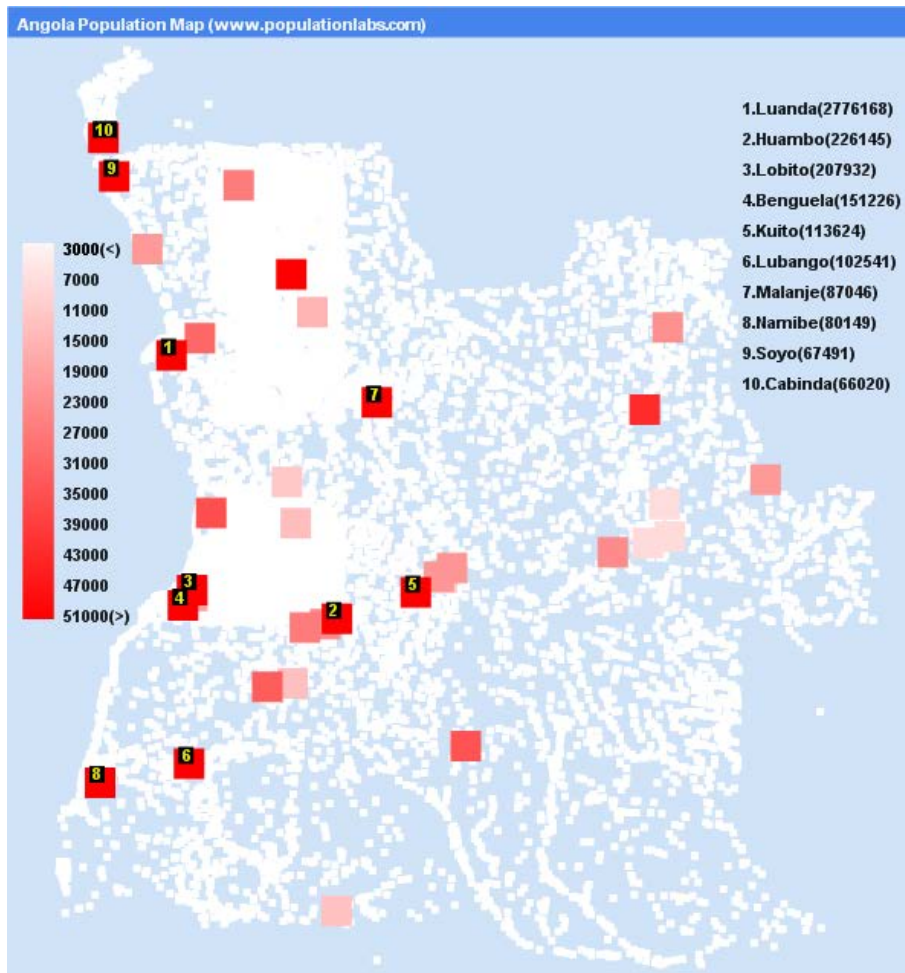 Angola Population Map (www.populationlabs.com)
10
9
1
7
3
4
5
2
6
8
1.Luanda(2776168)
2.Huambo(226145)
3.Lobito(207932)
4.Benguela(151226)
5.Kuito(113624)
6.Lubango(102541)
7.Malanje(87046)
8.Namibe(80149)
9.Soyo(67491)
10.Cabinda(66020)
3000(<)
7000
11000
15000
19000
23000
27000
31000
35000
39000
43000
47000
51000(>)